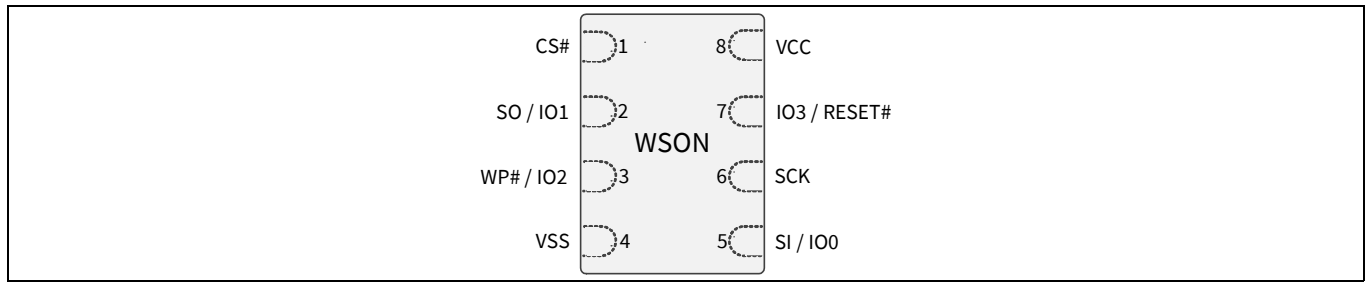 CS# 1 8 VCC
SO / IO1 2 7 IO3 / RESET#
WSON
WP# / IO2 3 6 SCK
VSS 4 5 SI / IO0